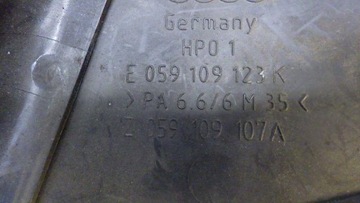 Germany
HPO 1
E 059 109 123 K
> PA 6.6/6 M 35 <
Z 059 109 107A